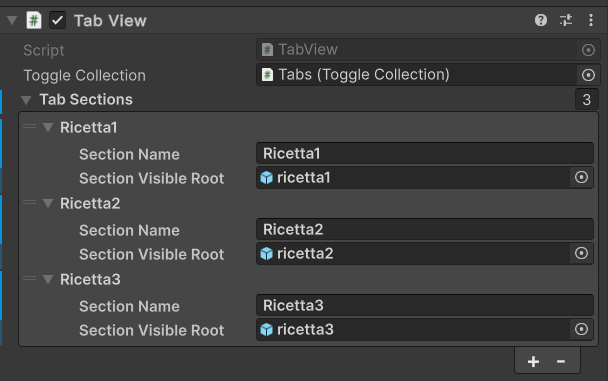 Tab View
Script TabView
Toggle Collection Tabs (Toggle Collection)
Tab Sections 3
Ricetta1
Section Name Ricetta1
Section Visible Root ricetta1
Ricetta2
Section Name Ricetta2
Section Visible Root ricetta2
Ricetta3
Section Name Ricetta3
Section Visible Root ricetta3
+ -